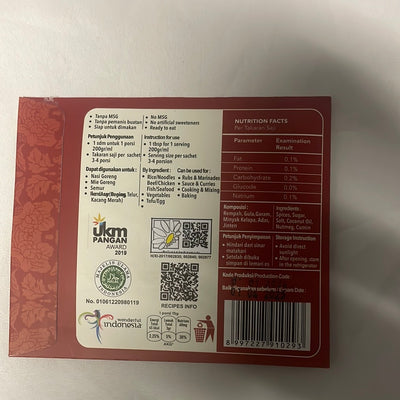 - Tanpa MSG
- Tanpa pemanis buatan
- Siap untuk dimakan
- No MSG
- No artificial sweeteners
- Ready to eat
Petunjuk Penggunaan
- 1 sdm untuk 1 porsi
200gr/ml
- Takaran saji per sachet
3-4 porsi
Instruction for use
- 1 tbsp for 1 serving
200gr/ml
- Serving size per sachet
3-4 porsion
Dapat digunakan untuk :
- Nasi Goreng
- Mie Goreng
- Semur
Kacang Merah)
By Ingredient :
- Rice/Noodles
- Beef/Chicken
- Fish/Seafood
- Vegetables
- Tofu/Egg
Can be used for :
- Rubs & Marinades
- Sauce & Curries
- Cooking & Mixing
- Baking
NUTRITION FACTS
Per Takaran Saji
Parameter
Examination Result
Fat
0,1%
Protein
0,1%
Carbohydrate
0.2%
Glucode
0.0%
Nutrium
0.1%
Komposisi :
Rempah, Gula, Garam,
Minyak Kelapa, Adas,
Jinten
Ingredients :
Spices, Sugar,
Salt, Coconut Oil,
Nutmeg, Cumin
Petunjuk Penyimpanan
- Hindari dari sinar
matahari
- Setelah dibuka
simpan di lemari es
Storage Instruction
- Avoid direct
sunlight
- After opening store
in the refrigerator
Kode Produksi/Production Code:
ukm
PANGAN
AWARD
2019
MAJELIS ULAMA
INDONESIA
No. 01061220980119
RECIPES INFO
wonderful
indonesia
8 997227 910293